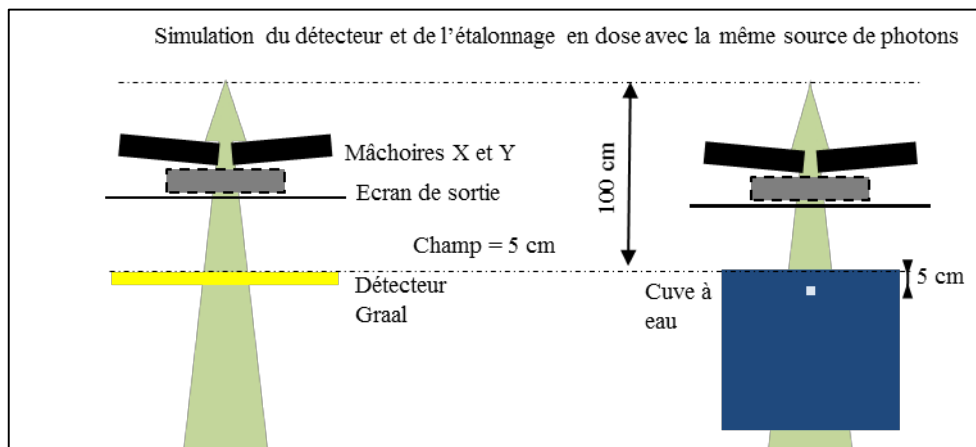 Simulation du détecteur et de l'étalonnage en dose avec la même source de photons
Mâchoires X et Y
Ecran de sortie
100 cm
Champ = 5 cm
Détecteur
Graal
Cuve à
eau
5 cm